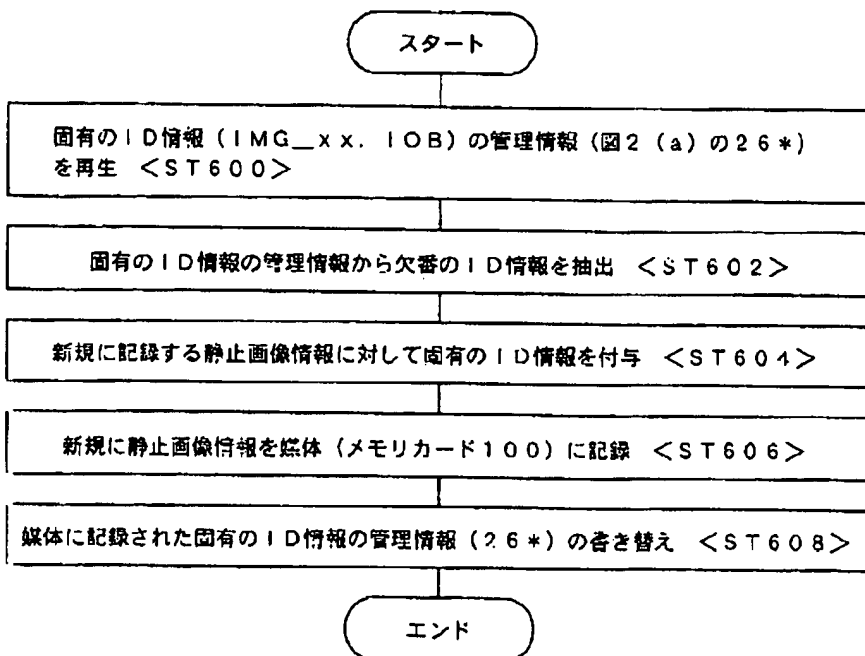 スタート
固有のＩＤ情報（ＩＭＧ＿ｘｘ．ＩＯＢ）の管理情報（図２（ａ）の２６＊）
を再生　＜ＳＴ６００＞
固有のＩＤ情報の管理情報から欠番のＩＤ情報を抽出　＜ＳＴ６０２＞
新規に記録する静止画像情報に対して固有のＩＤ情報を付与　＜ＳＴ６０４＞
新規に静止画像情報を媒体（メモリカード１００）に記録　＜ＳＴ６０６＞
媒体に記録された固有のＩＤ情報の管理情報（２６＊）の書き替え　＜ＳＴ６０８＞
エンド